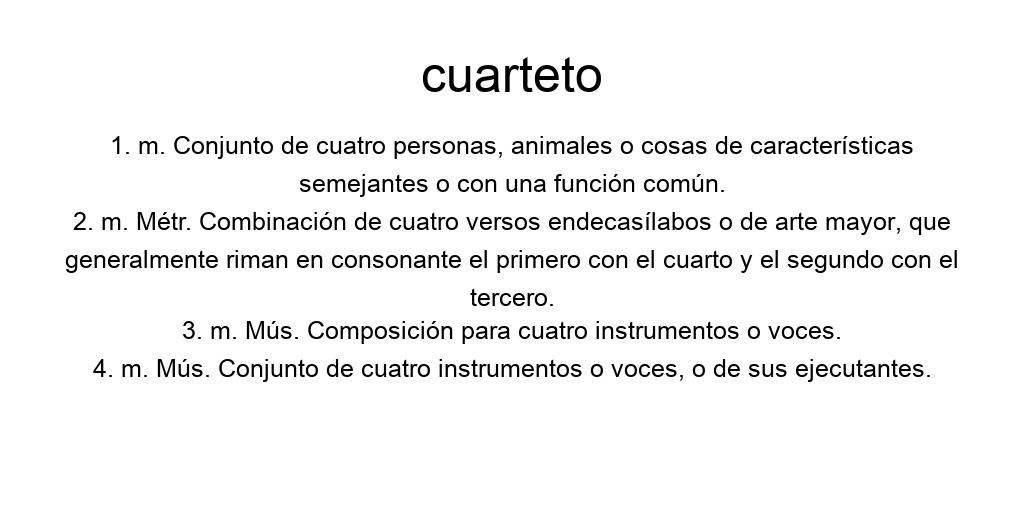 cuarteto
1. m. Conjunto de cuatro personas, animales o cosas de características
semejantes o con una función común.
2. m. Métr. Combinación de cuatro versos endecasílabos o de arte mayor, que
generalmente riman en consonante el primero con el cuarto y el segundo con el
tercero.
3. m. Mús. Composición para cuatro instrumentos o voces.
4. m. Mús. Conjunto de cuatro instrumentos o voces, o de sus ejecutantes.